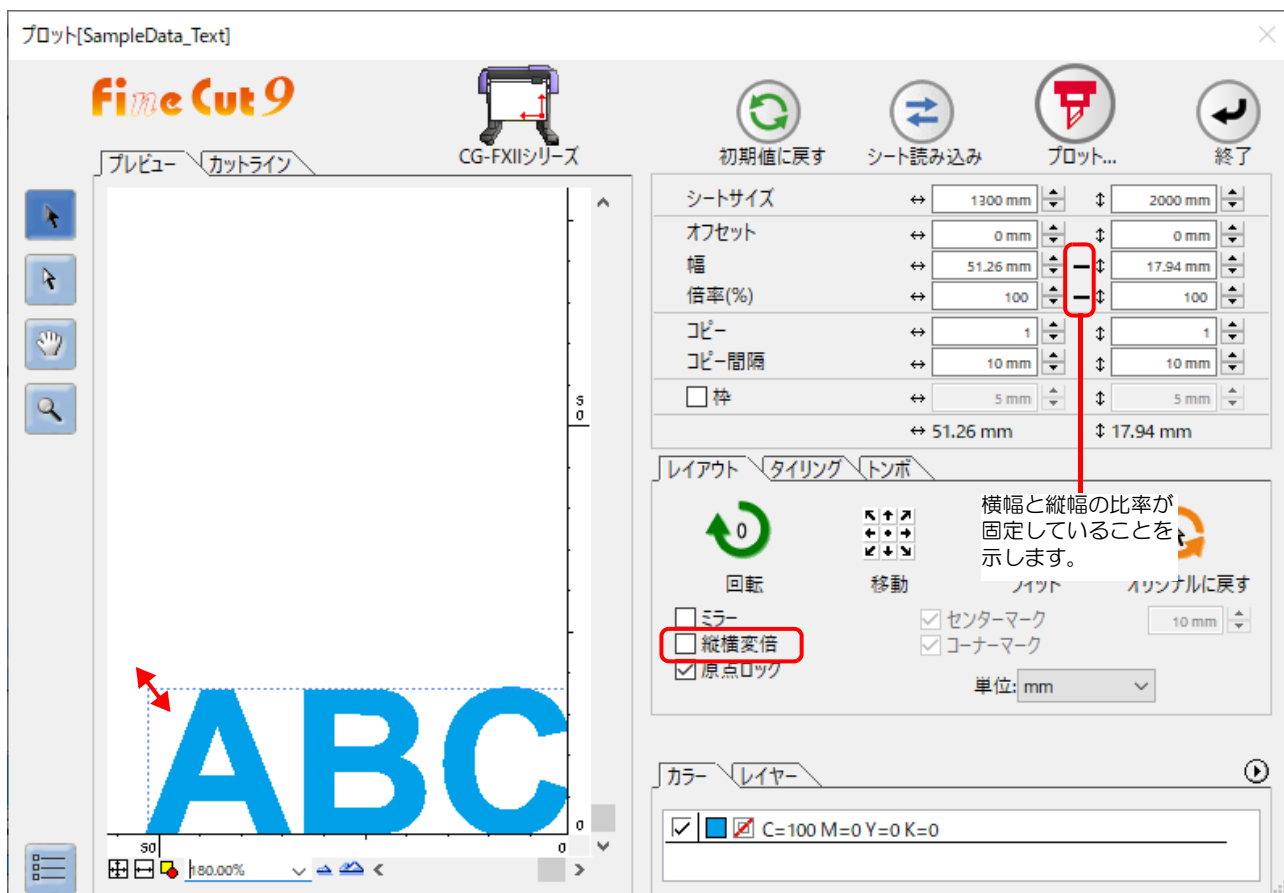 プロット[SampleData_Text]
FineCut 9
CG-FXIIシリーズ
初期値に戻す シート読み込み プロット... 終了
プレビュー カットライン
シートサイズ ↔ 1300 mm ↕ 2000 mm
オフセット ↔ 0 mm ↕ 0 mm
幅 ↔ 51.26 mm ↕ 17.94 mm
倍率(%) ↔ 100 ↕ 100
コピー ↔ 1 ↕ 1
コピー間隔 ↔ 10 mm ↕ 10 mm
枠 ↔ 5 mm ↕ 5 mm
↔ 51.26 mm ↕ 17.94 mm
50
レイアウト タイリング トンボ
横幅と縦幅の比率が
固定していることを
示します。
0
回転 移動 フィット オリジナルに戻す
ミラー
縦横変倍
原点ロック
センターマーク 10 mm
コーナーマーク
単位: mm
ABC
0
50 0
180.00%
カラー レイヤー
C=100 M=0 Y=0 K=0